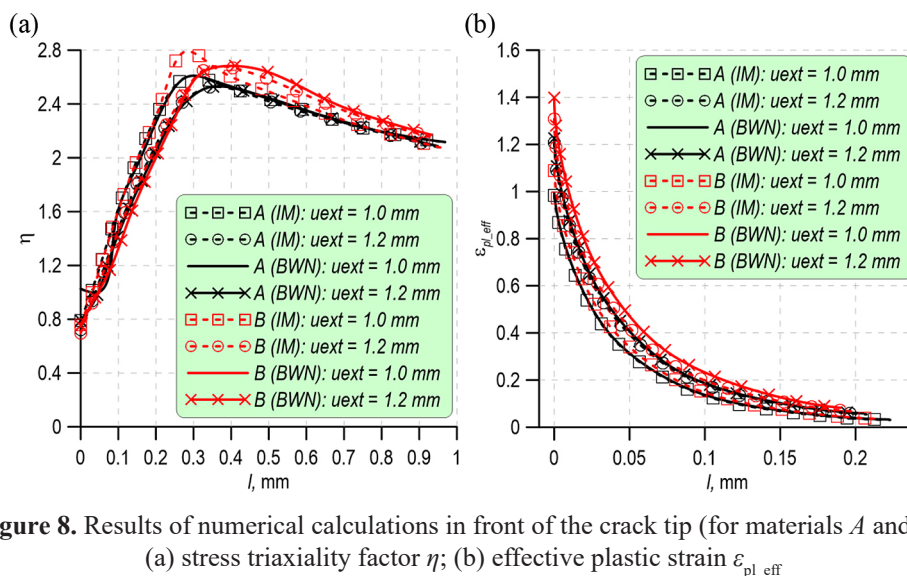 (a)
2.8
2.4
2
1.6
1.2
0.8
0.4
0
η
A (IM): uext = 1.0 mm
A (IM): uext = 1.2 mm
A (BWN): uext = 1.0 mm
A (BWN): uext = 1.2 mm
B (IM): uext = 1.0 mm
B (IM): uext = 1.2 mm
B (BWN): uext = 1.0 mm
B (BWN): uext = 1.2 mm
0 0.1 0.2 0.3 0.4 0.5 0.6 0.7 0.8 0.9 1
l, mm
(b)
1.6
1.4
1.2
1
0.8
0.6
0.4
0.2
0
εpl_eff
A (IM): uext = 1.0 mm
A (IM): uext = 1.2 mm
A (BWN): uext = 1.0 mm
A (BWN): uext = 1.2 mm
B (IM): uext = 1.0 mm
B (IM): uext = 1.2 mm
B (BWN): uext = 1.0 mm
B (BWN): uext = 1.2 mm
0 0.05 0.1 0.15 0.2
l, mm
gure 8. Results of numerical calculations in front of the crack tip (for materials A and
(a) stress triaxiality factor η; (b) effective plastic strain εpl_eff